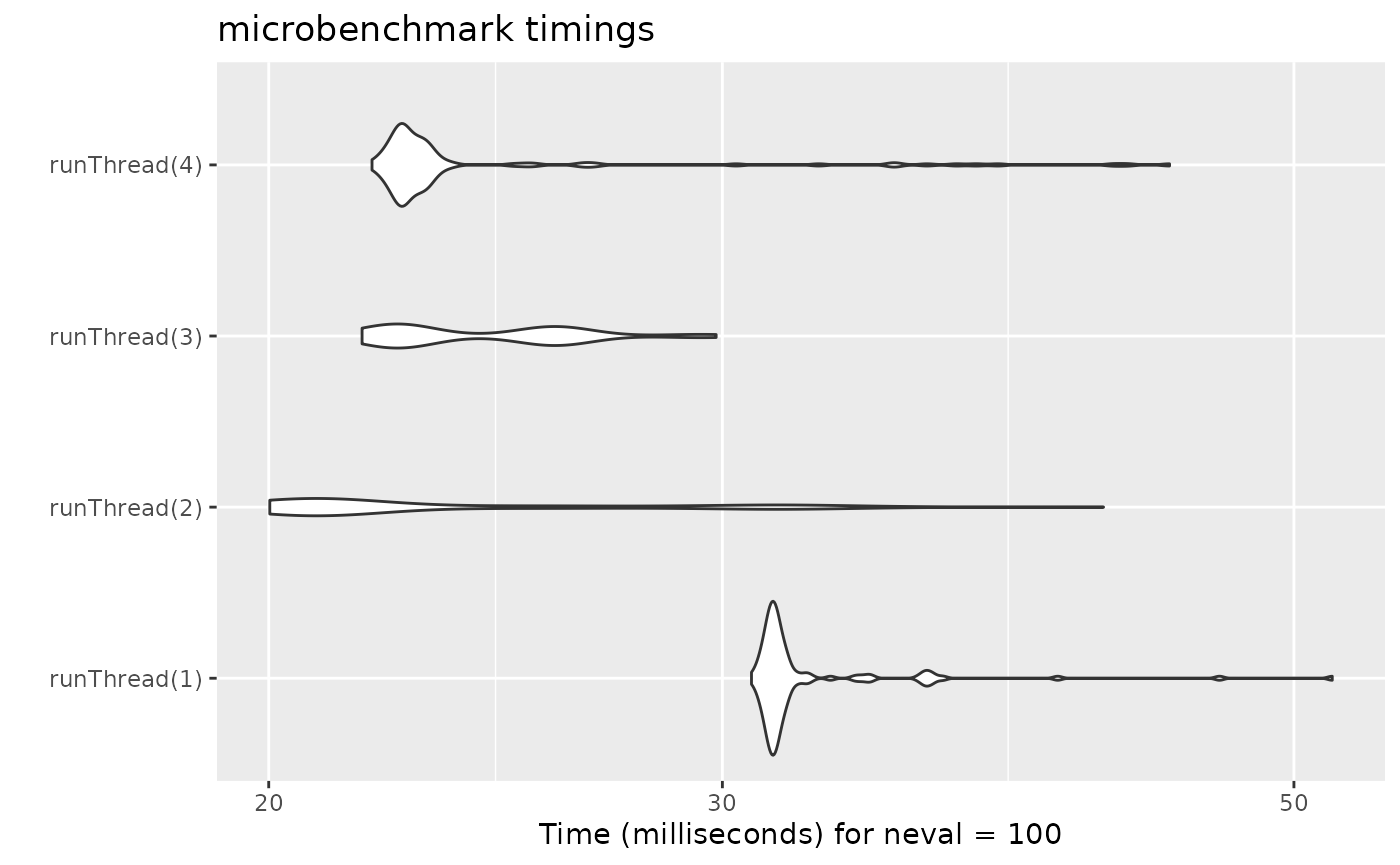 microbenchmark timings
runThread(4)
runThread(3)
runThread(2)
runThread(1)
20 30 50
Time (milliseconds) for neval = 100